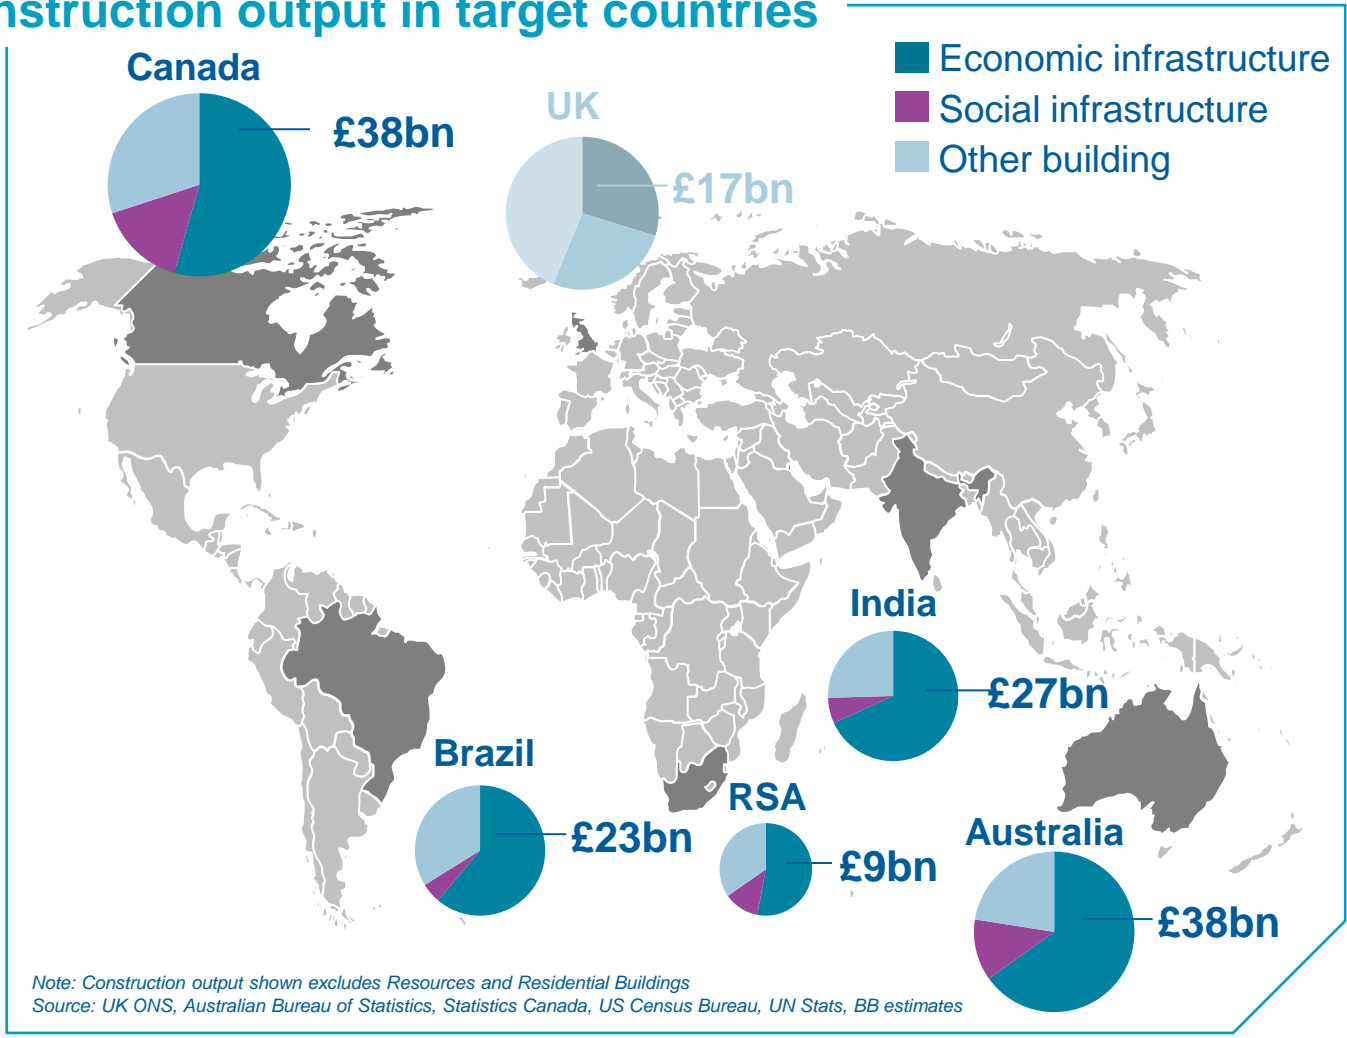 nstruction output in target countries
Canada
£38bn
UK
£17bn
Economic infrastructure
Social infrastructure
Other building
India
£27bn
Brazil
£23bn
RSA
£9bn
Australia
£38bn
Note: Construction output shown excludes Resources and Residential Buildings
Source: UK ONS, Australian Bureau of Statistics, Statistics Canada, US Census Bureau, UN Stats, BB estimates